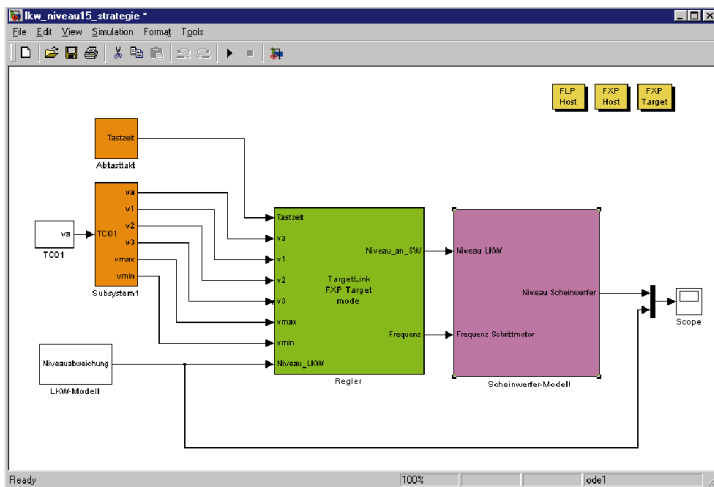 lkw_niveau15_strategie *
File Edit View Simulation Format Tools
FLP Host
FXP Host
FXP Target
Tastzeit
Abtasttakt
va
TC01
TC01
va
v1
v2
v3
vmax
vmin
Subsystem1
Niveauabweichung
LKW-Modell
Tastzeit
va
v1
v2
v3
vmax
vmin
Niveau_LKW
TargetLink
FXP Target
mode
Niveau_an_SW
Frequenz
Regler
Niveau LKW
Frequenz Schrittmotor
Niveau Scheinwerfer
Scheinwerfer-Modell
Scope
Ready 100% ode1